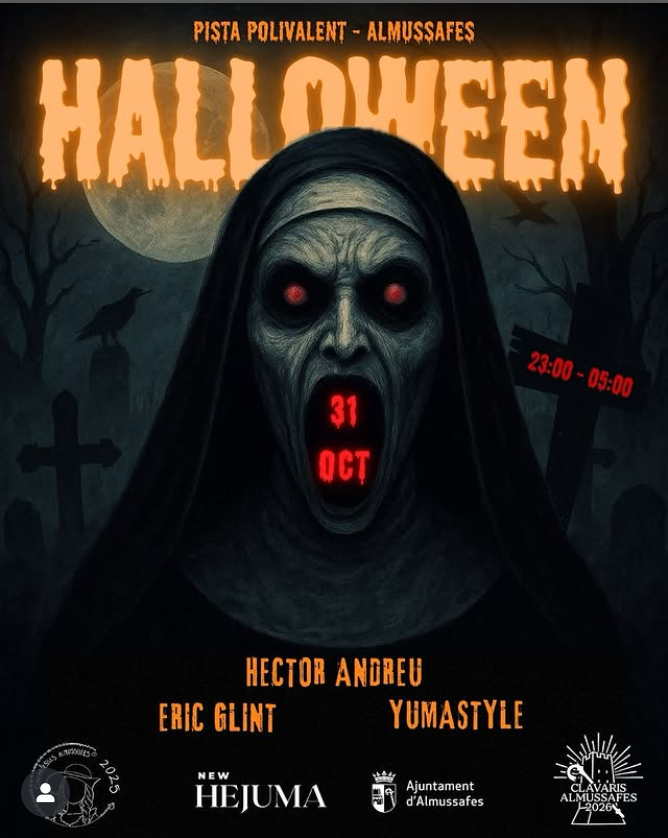 PISTA POLIVALENT - ALMUSSAFES
HALLOWEEN
23:00 - 05:00
31
OCT
HECTOR ANDREU
ERIC GLINT
YUMASTYLE
ALMUSSAFES
2025
NEW
HEJUMA
Ajuntament
d'Almussafes
CLAVARIS
ALMUSSAFES
2026